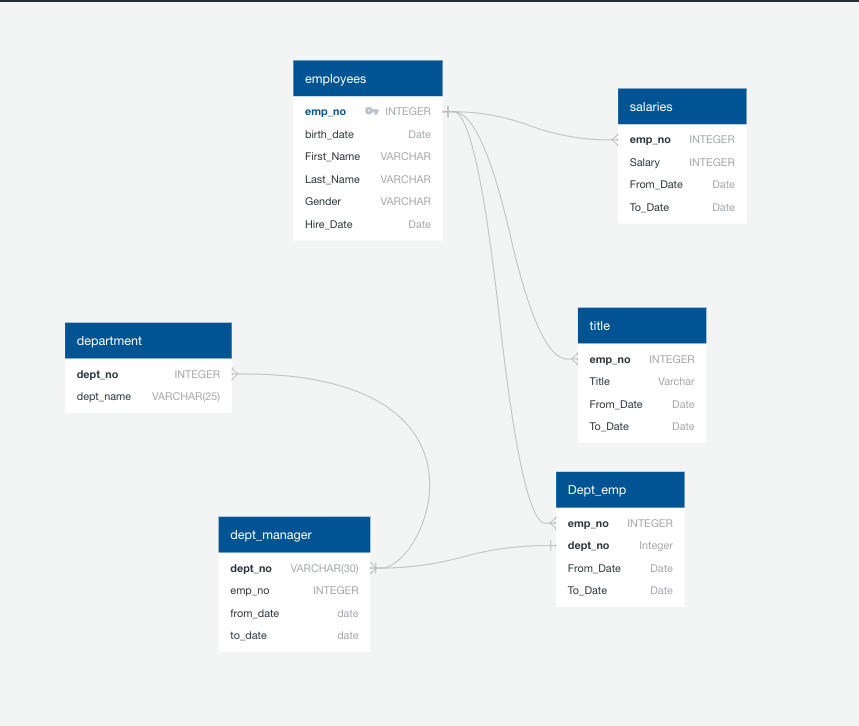 employees
emp_no INTEGER
birth_date Date
First_Name VARCHAR
Last_Name VARCHAR
Gender VARCHAR
Hire_Date Date
salaries
emp_no INTEGER
Salary INTEGER
From_Date Date
To_Date Date
title
emp_no INTEGER
Title Varchar
From_Date Date
To_Date Date
department
dept_no INTEGER
dept_name VARCHAR(25)
Dept_emp
emp_no INTEGER
dept_no Integer
From_Date Date
To_Date Date
dept_manager
dept_no VARCHAR(30)
emp_no INTEGER
from_date date
to_date date